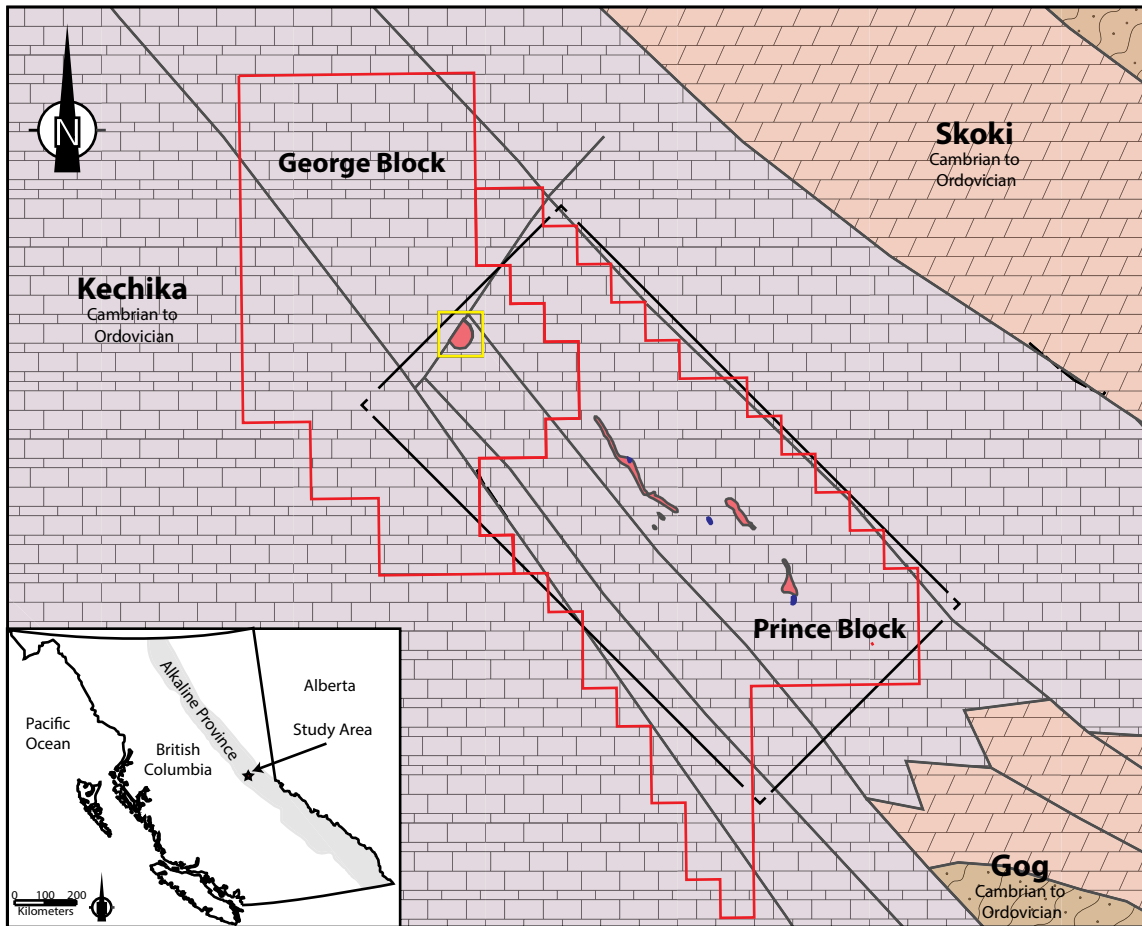 N
George Block
Skoki
Cambrian to
Ordovician
Kechika
Cambrian to
Ordovician
Prince Block
Gog
Cambrian to
Ordovician
Alkaline Province
Alberta
Pacific
Ocean
Study Area
British
Columbia
0 100 200
Kilometers
N